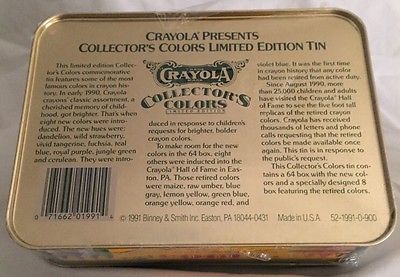 CRAYOLA PRESENTS
COLLECTOR'S COLORS LIMITED EDITION TIN
This limited edition Collec-
tor's Colors commemorative
tin features some of the most
famous colors in crayon histo-
ry. In early 1990, Crayola
crayons' classic assortment, a
cherished memory of child-
hood, got brighter. That's when
eight new colors were intro-
duced. The new hues were:
dandelion, wild strawberry,
vivid tangerine, fuchsia, teal
blue, royal purple, jungle green
and cerulean. They were intro-
CRAYOLA
COLLECTOR'S
COLORS
LIMITED EDITION
duced in response to children's
requests for brighter, bolder
crayon colors.
To make room for the new
colors in the 64 box, eight
others were inducted into the
Crayola Hall of Fame in Eas-
ton, PA. Those retired colors
were maize, raw umber, blue
gray, lemon yellow, green blue,
orange yellow, orange red, and
violet blue. It was the first time
in crayon history that any color
had been retired from active duty.
Since August 1990, more
than 25,000 children and
adults have visited the Crayola
Hall of Fame to see the five foot tall
replicas of the retired crayon
colors. Crayola has received
thousands of letters and phone
calls requesting that the retired
colors be made available once
again. This tin is in response to
the public's request.
This Collector's Colors tin con-
tains a 64 box with the new col-
ors and a specially designed 8
box featuring the retired colors.
0 71662 01991 4
© 1991 Binney & Smith Inc. Easton, PA 18044-0431 Made in U.S.A. 52-1991-0-900